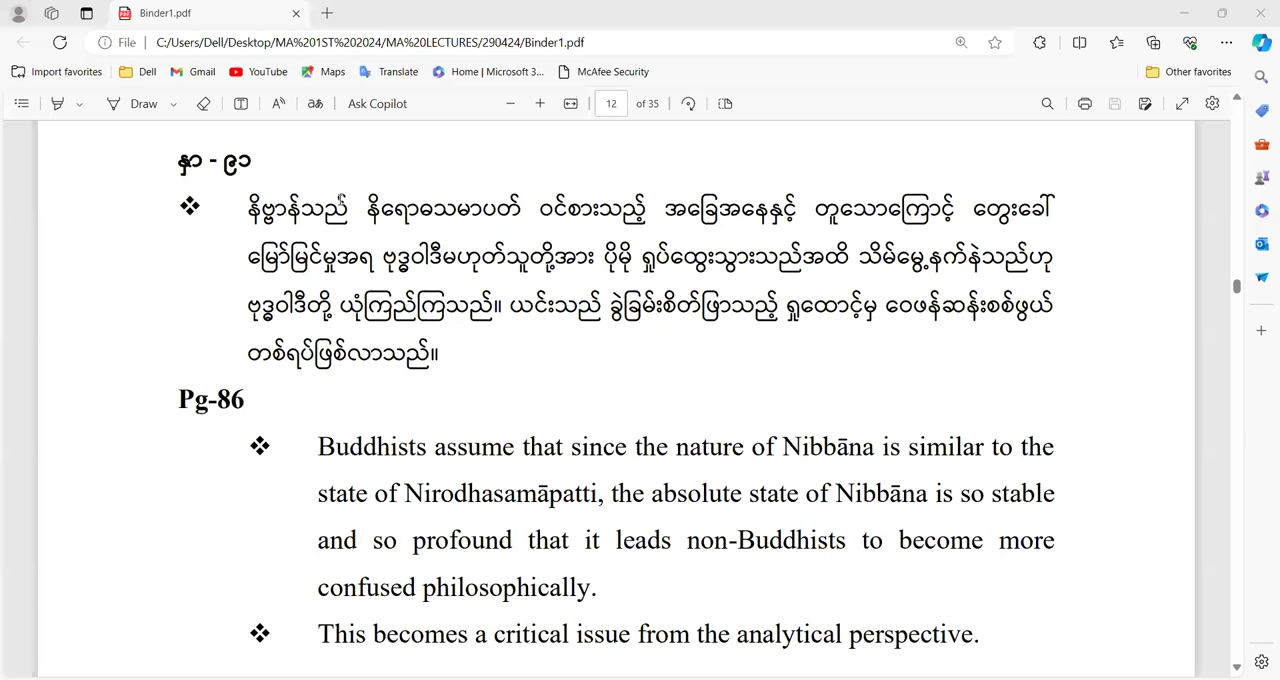 Binder1.pdf
File
C:/Users/Dell/Desktop/MA%201ST%202024/MA%20LECTURES/290424/Binder1.pdf
Import favorites Dell Gmail YouTube Maps Translate Home | Microsoft 3... McAfee Security Other favorites
Draw Ask Copilot 12 of 35
နှာ - ၉၁
❖ နိဗ္ဗာန်သည် နိရောဓသမာပတ် ဝင်စားသည့် အခြေအနေနှင့် တူသောကြောင့် တွေးခေါ်
မြော်မြင်မှုအရ ဗုဒ္ဓဝါဒီမဟုတ်သူတို့အား ပိုမို ရှုပ်ထွေးသွားသည်အထိ သိမ်မွေ့နက်နဲသည်ဟု
ဗုဒ္ဓဝါဒီတို့ ယုံကြည်ကြသည်။ ယင်းသည် ခွဲခြမ်းစိတ်ဖြာသည့် ရှုထောင့်မှ ဝေဖန်ဆန်းစစ်ဖွယ်
တစ်ရပ်ဖြစ်လာသည်။
Pg-86
❖ Buddhists assume that since the nature of Nibbāna is similar to the
state of Nirodhasamāpatti, the absolute state of Nibbāna is so stable
and so profound that it leads non-Buddhists to become more
confused philosophically.
❖ This becomes a critical issue from the analytical perspective.